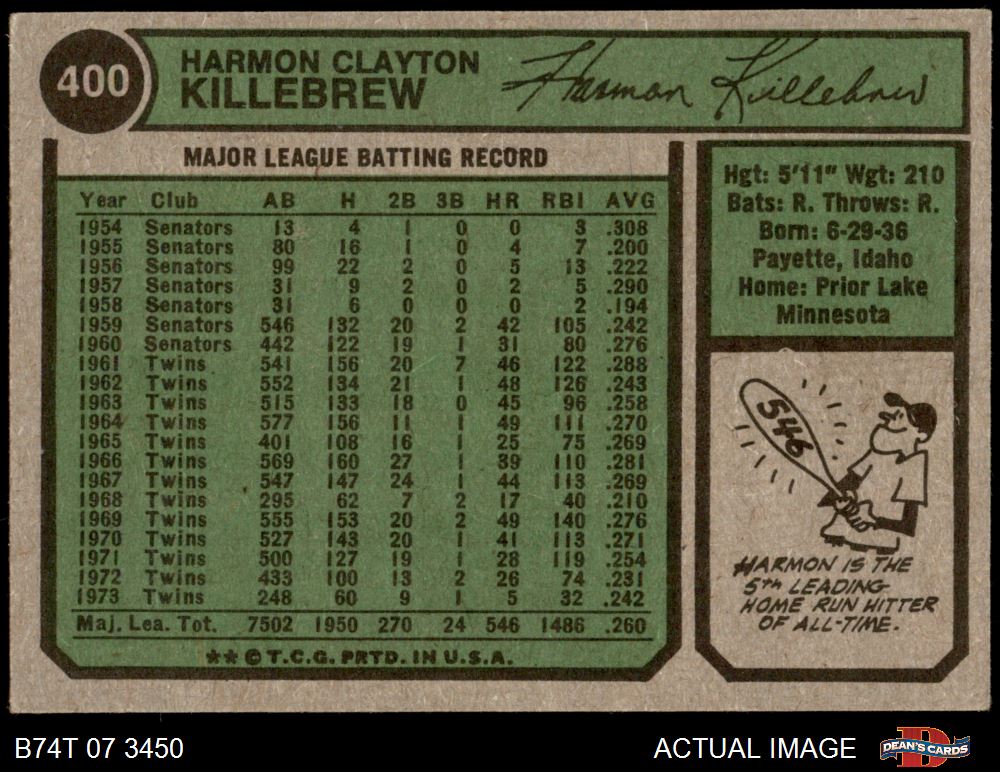 400
HARMON CLAYTON
KILLEBREW
Harmon Killebrew
MAJOR LEAGUE BATTING RECORD
Year Club AB H 2B 3B HR RBI AVG
1954 Senators 13 4 1 0 0 3 .308
1955 Senators 80 16 1 0 4 7 .200
1956 Senators 99 22 2 0 5 13 .222
1957 Senators 31 9 2 0 2 5 .290
1958 Senators 31 6 0 0 0 2 .194
1959 Senators 546 132 20 2 42 105 .242
1960 Senators 442 122 19 1 31 80 .276
1961 Twins 541 156 20 7 46 122 .288
1962 Twins 552 134 21 1 48 126 .243
1963 Twins 515 133 18 0 45 96 .258
1964 Twins 577 156 11 1 49 111 .270
1965 Twins 401 108 16 1 25 75 .269
1966 Twins 569 160 27 1 39 110 .281
1967 Twins 547 147 24 1 44 113 .269
1968 Twins 295 62 7 2 17 40 .210
1969 Twins 555 153 20 2 49 140 .276
1970 Twins 527 143 20 1 41 113 .271
1971 Twins 500 127 19 1 28 119 .254
1972 Twins 433 100 13 2 26 74 .231
1973 Twins 248 60 9 1 5 32 .242
Maj. Lea. Tot. 7502 1950 270 24 546 1486 .260
** © T.C.G. PRTD. IN U.S.A.
Hgt: 5'11" Wgt: 210
Bats: R. Throws: R.
Born: 6-29-36
Payette, Idaho
Home: Prior Lake
Minnesota
546
HARMON IS THE
5TH LEADING
HOME RUN HITTER
OF ALL-TIME.
B74T 07 3450
ACTUAL IMAGE
D
DEAN'S CARDS